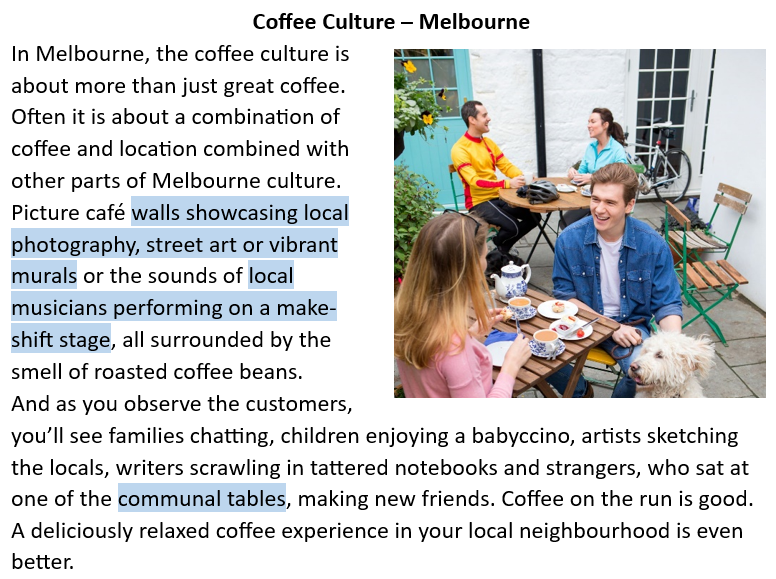 Coffee Culture – Melbourne
In Melbourne, the coffee culture is
about more than just great coffee.
Often it is about a combination of
coffee and location combined with
other parts of Melbourne culture.
Picture café walls showcasing local
photography, street art or vibrant
murals or the sounds of local
musicians performing on a make-
shift stage, all surrounded by the
smell of roasted coffee beans.
And as you observe the customers,
you’ll see families chatting, children enjoying a babyccino, artists sketching
the locals, writers scrawling in tattered notebooks and strangers, who sat at
one of the communal tables, making new friends. Coffee on the run is good.
A deliciously relaxed coffee experience in your local neighbourhood is even
better.